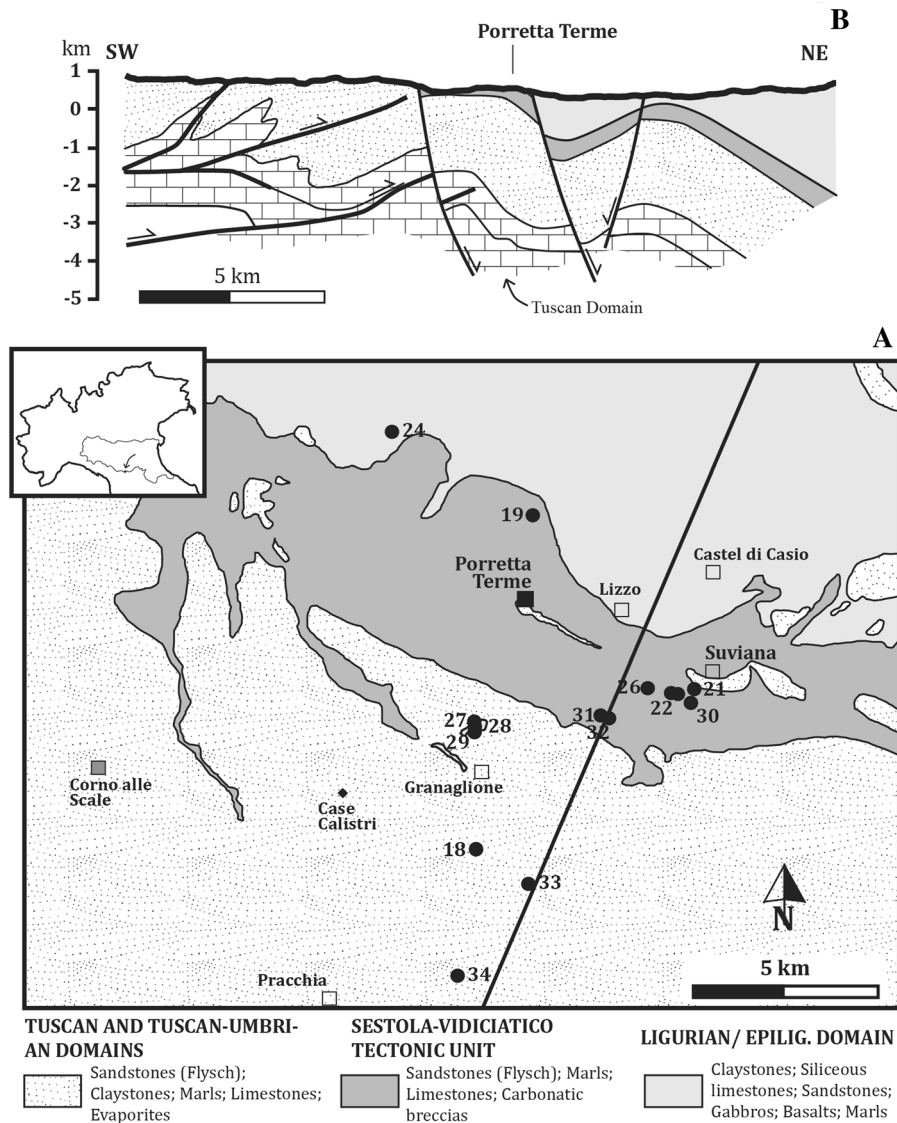 B
Porretta Terme
km
SW
NE
1
0
-1
-2
-3
-4
-5
5 km
Tuscan Domain
A
24
19
Porretta
Terme
Lizzo
Castel di Casio
Suviana
26
21
22
30
31
32
27
28
29
Granaglione
Corno alle
Scale
Case
Calistri
18
33
34
Pracchia
N
5 km
TUSCAN AND TUSCAN-UMBRI-
AN DOMAINS
Sandstones (Flysch);
Claystones; Marls; Limestones;
Evaporites
SESTOLA-VIDICIATICO
TECTONIC UNIT
Sandstones (Flysch); Marls;
Limestones; Carbonatic
breccias
LIGURIAN/ EPILIG. DOMAIN
Claystones; Siliceous
limestones; Sandstones;
Gabbros; Basalts; Marls